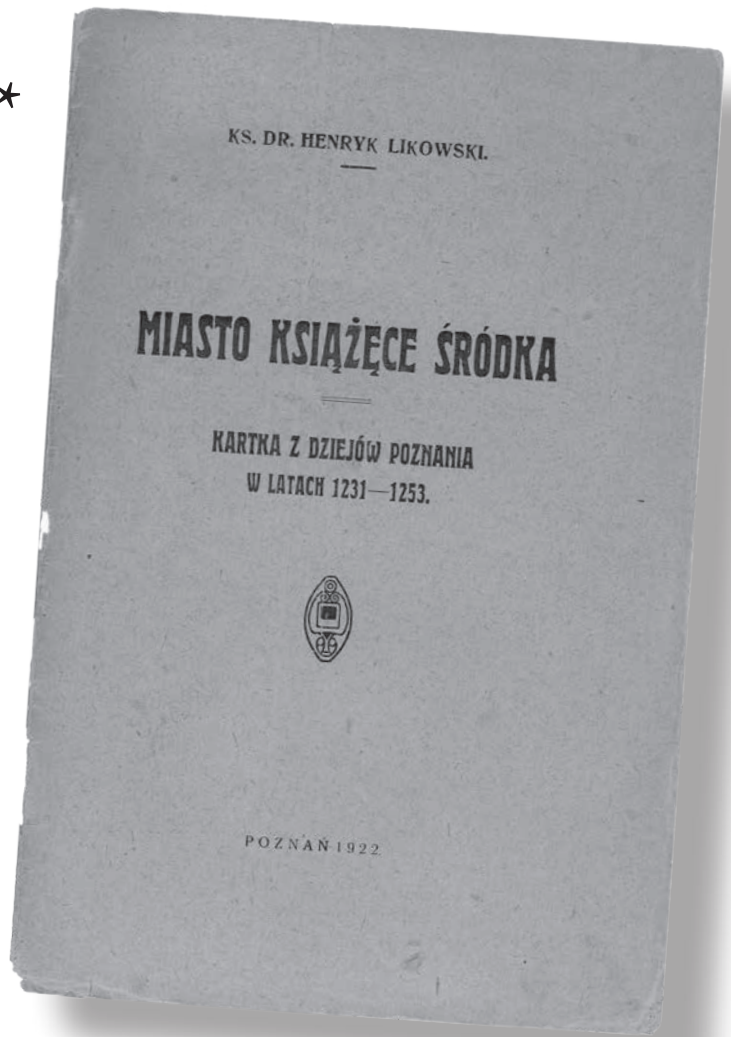 KS. DR. HENRYK LIKOWSKI.
MIASTO KSIĄŻĘCE ŚRÓDKA
KARTKA Z DZIEJÓW POZNANIA
W LATACH 1231—1253.
POZNAŃ 1922